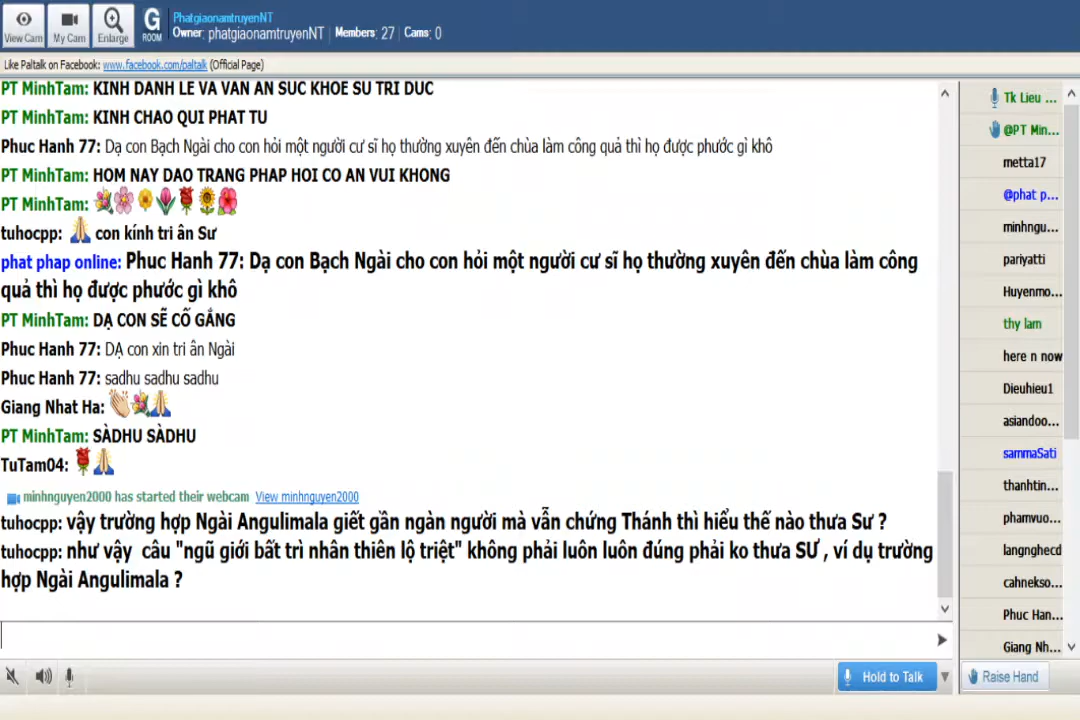 View Cam
My Cam
Enlarge
G
ROOM
PhatgiaonamtruyenNT
Owner: phatgiaonamtruyenNT Members: 27 Cams: 0
Like Paltalk on Facebook: www.facebook.com/paltalk (Official Page)
PT MinhTam: KINH DANH LE VA VAN AN SUC KHOE SU TRI DUC
PT MinhTam: KINH CHAO QUI PHAT TU
Phuc Hanh 77: Dạ con Bạch Ngài cho con hỏi một người cư sĩ họ thường xuyên đến chùa làm công quả thì họ được phước gì khô
PT MinhTam: HOM NAY DAO TRANG PHAP HOI CO AN VUI KHONG
PT MinhTam:
tuhocpp: con kính tri ân Sư
phat phap online: Phuc Hanh 77: Dạ con Bạch Ngài cho con hỏi một người cư sĩ họ thường xuyên đến chùa làm công
quả thì họ được phước gì khô
PT MinhTam: DẠ CON SẼ CỐ GẮNG
Phuc Hanh 77: DẠ con xin tri ân Ngài
Phuc Hanh 77: sadhu sadhu sadhu
Giang Nhat Ha:
PT MinhTam: SÀDHU SÀDHU
TuTam04:
minhnguyen2000 has started their webcam View minhnguyen2000
tuhocpp: vậy trường hợp Ngài Angulimala giết gần ngàn người mà vẫn chứng Thánh thì hiểu thế nào thưa Sư ?
tuhocpp: như vậy câu "ngũ giới bất trì nhân thiên lộ triệt" không phải luôn luôn đúng phải ko thưa SƯ , ví dụ trường
hợp Ngài Angulimala ?
Tk Lieu ...
@PT Min...
metta17
@phat p...
minhngu...
pariyatti
Huyenmo...
thy lam
here n now
Dieuhieu1
asiandoo...
sammaSati
thanhtin...
phamvuo...
langnghecd
cahnekso...
Phuc Han...
Giang Nh...
Hold to Talk
Raise Hand